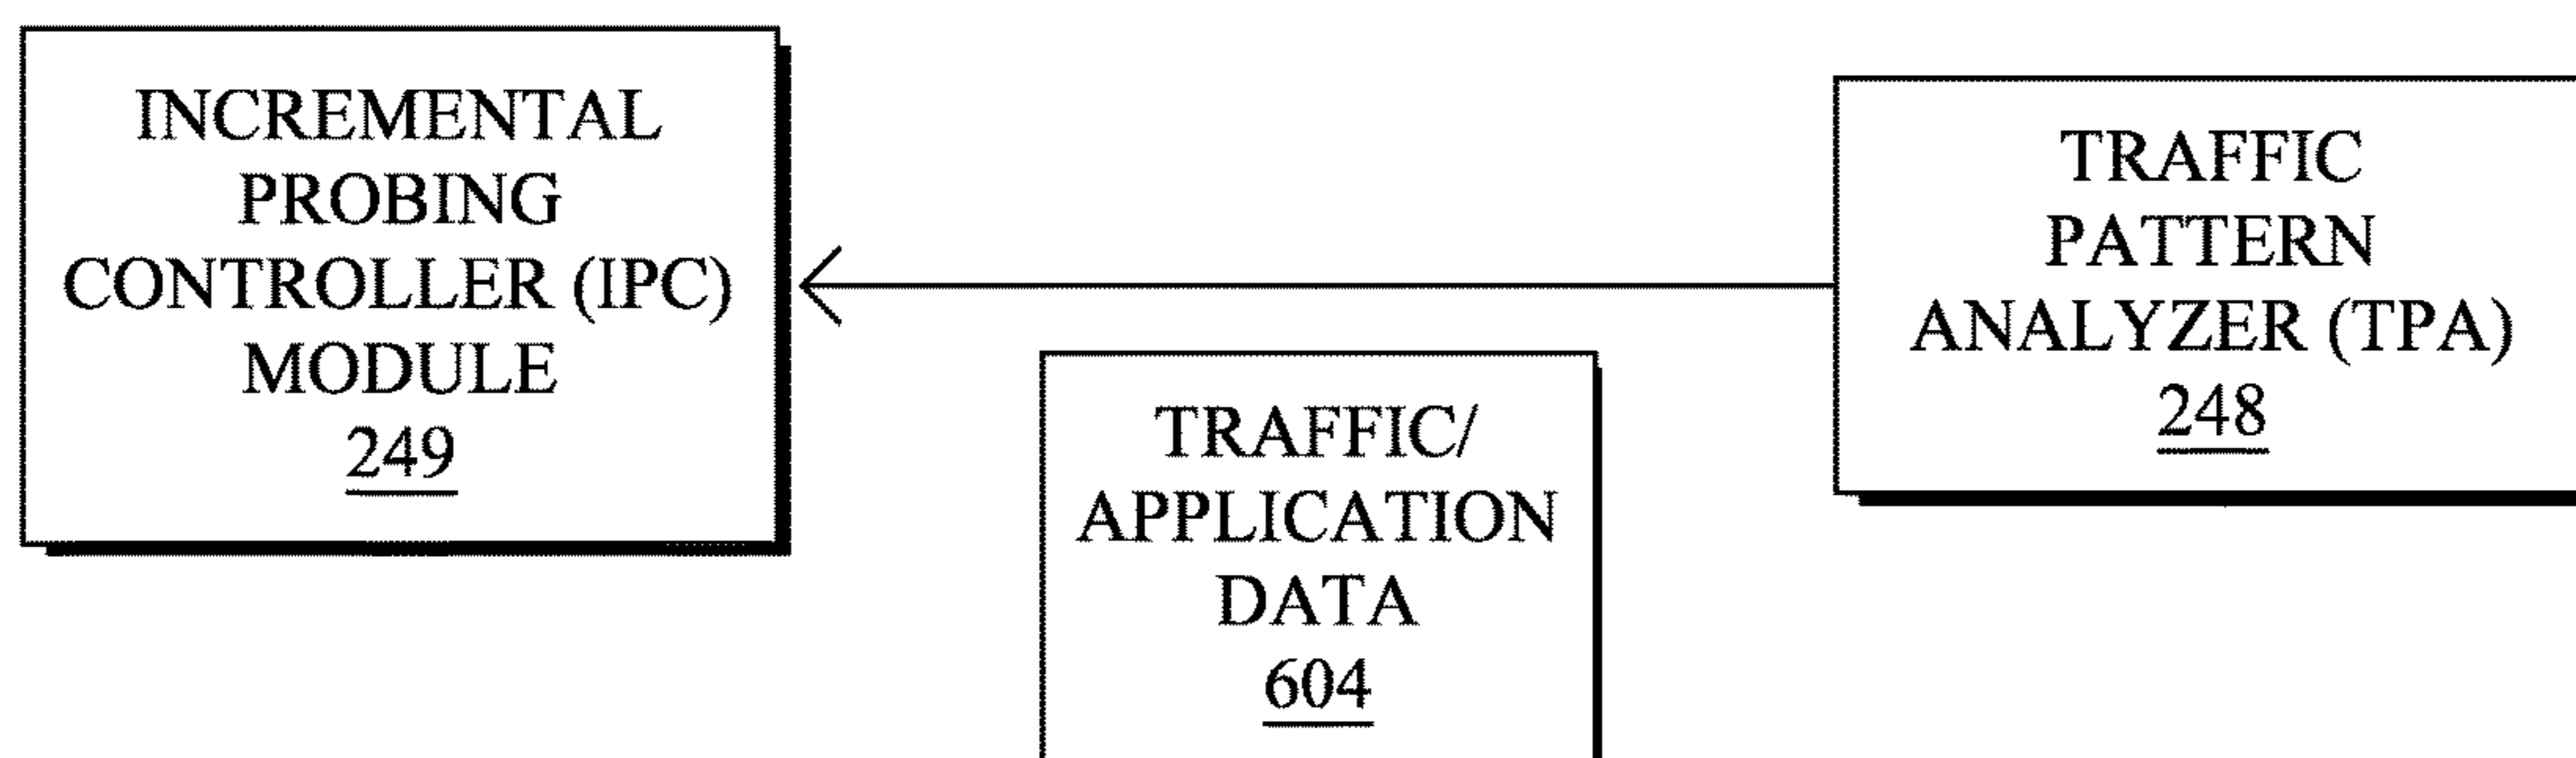 INCREMENTAL
PROBING
CONTROLLER (IPC)
MODULE
249
TRAFFIC/
APPLICATION
DATA
604
TRAFFIC
PATTERN
ANALYZER (TPA)
248